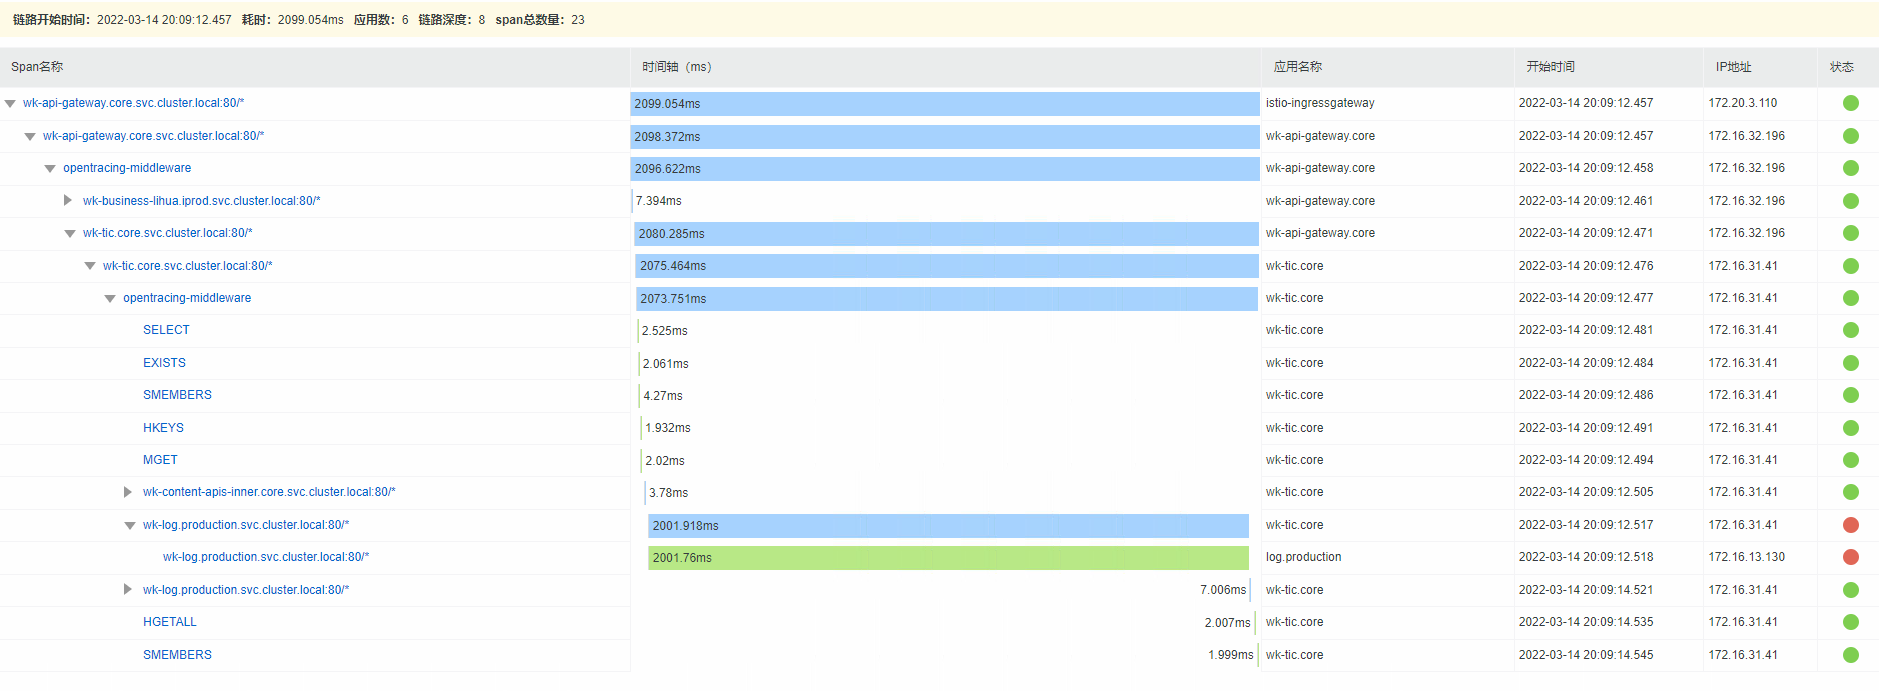 链路开始时间：2022-03-14 20:09:12.457 耗时：2099.054ms 应用数：6 链路深度：8 span总数量：23
Span名称 时间轴（ms） 应用名称 开始时间 IP地址 状态
wk-api-gateway.core.svc.cluster.local:80/* 2099.054ms istio-ingressgateway 2022-03-14 20:09:12.457 172.20.3.110
wk-api-gateway.core.svc.cluster.local:80/* 2098.372ms wk-api-gateway.core 2022-03-14 20:09:12.457 172.16.32.196
opentracing-middleware 2096.622ms wk-api-gateway.core 2022-03-14 20:09:12.458 172.16.32.196
wk-business-lihua.iprod.svc.cluster.local:80/* 7.394ms wk-api-gateway.core 2022-03-14 20:09:12.461 172.16.32.196
wk-tic.core.svc.cluster.local:80/* 2080.285ms wk-api-gateway.core 2022-03-14 20:09:12.471 172.16.32.196
wk-tic.core.svc.cluster.local:80/* 2075.464ms wk-tic.core 2022-03-14 20:09:12.476 172.16.31.41
opentracing-middleware 2073.751ms wk-tic.core 2022-03-14 20:09:12.477 172.16.31.41
SELECT 2.525ms wk-tic.core 2022-03-14 20:09:12.481 172.16.31.41
EXISTS 2.061ms wk-tic.core 2022-03-14 20:09:12.484 172.16.31.41
SMEMBERS 4.27ms wk-tic.core 2022-03-14 20:09:12.486 172.16.31.41
HKEYS 1.932ms wk-tic.core 2022-03-14 20:09:12.491 172.16.31.41
MGET 2.02ms wk-tic.core 2022-03-14 20:09:12.494 172.16.31.41
wk-content-apis-inner.core.svc.cluster.local:80/* 3.78ms wk-tic.core 2022-03-14 20:09:12.505 172.16.31.41
wk-log.production.svc.cluster.local:80/* 2001.918ms wk-tic.core 2022-03-14 20:09:12.517 172.16.31.41
wk-log.production.svc.cluster.local:80/* 2001.76ms log.production 2022-03-14 20:09:12.518 172.16.13.130
wk-log.production.svc.cluster.local:80/* 7.006ms wk-tic.core 2022-03-14 20:09:14.521 172.16.31.41
HGETALL 2.007ms wk-tic.core 2022-03-14 20:09:14.535 172.16.31.41
SMEMBERS 1.999ms wk-tic.core 2022-03-14 20:09:14.545 172.16.31.41